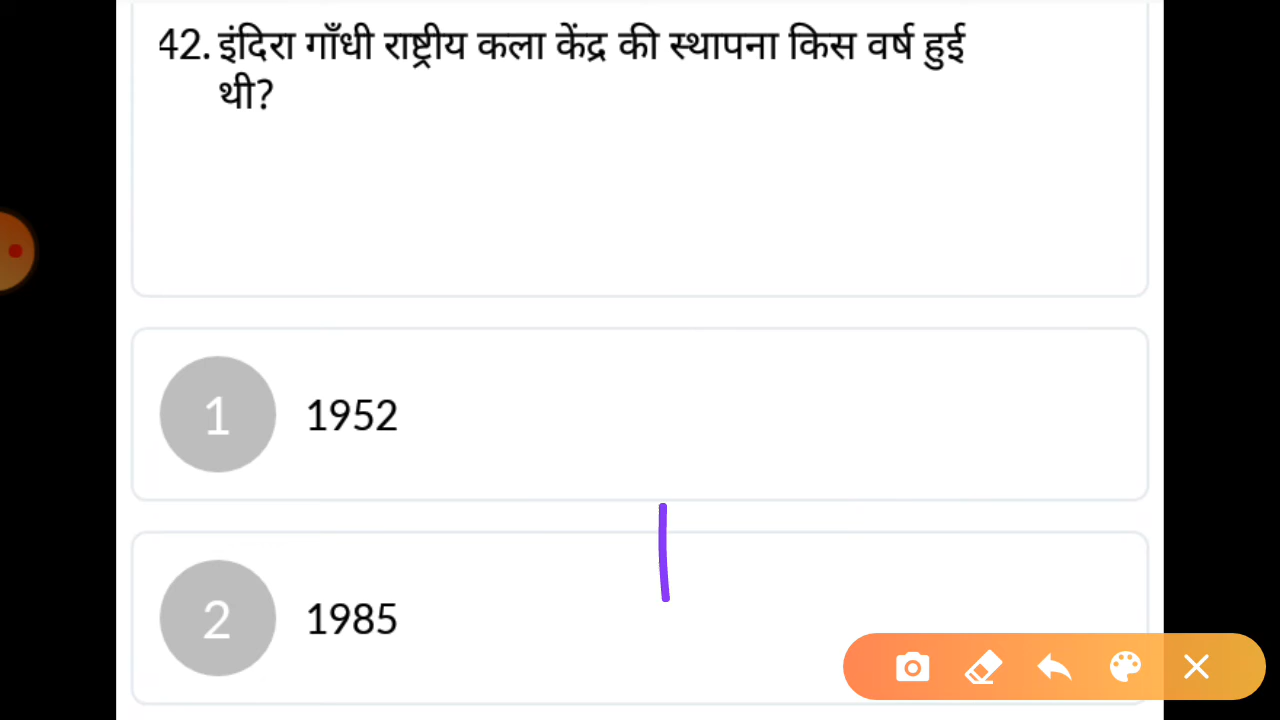 42. इंदिरा गाँधी राष्ट्रीय कला केंद्र की स्थापना किस वर्ष हुई
थी?
1 1952
2 1985